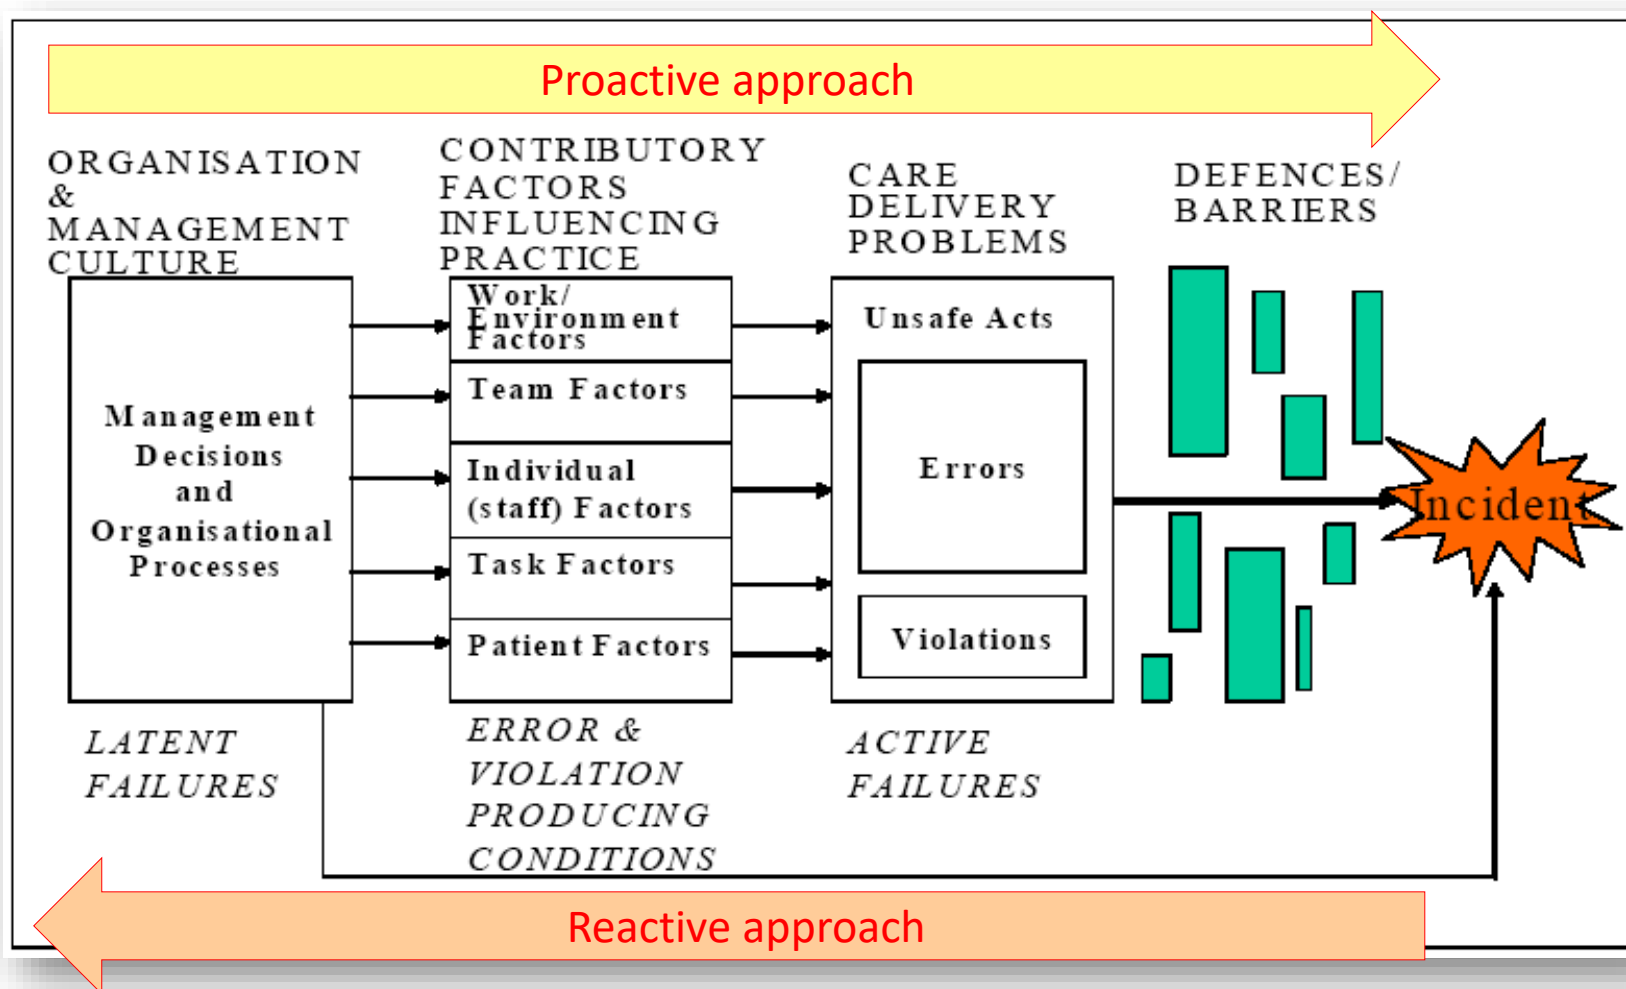 Proactive approach
ORGANISATION
&
MANAGEMENT
CULTURE
CONTRIBUTORY
FACTORS
INFLUENCING
PRACTICE
CARE
DELIVERY
PROBLEMS
DEFENCES/
BARRIERS
Management
Decisions
and
Organisational
Processes
Work/
Environment
Factors
Team Factors
Individual
(staff) Factors
Task Factors
Patient Factors
Unsafe Acts
Errors
Violations
Incident
LATENT
FAILURES
ERROR &
VIOLATION
PRODUCING
CONDITIONS
ACTIVE
FAILURES
Reactive approach